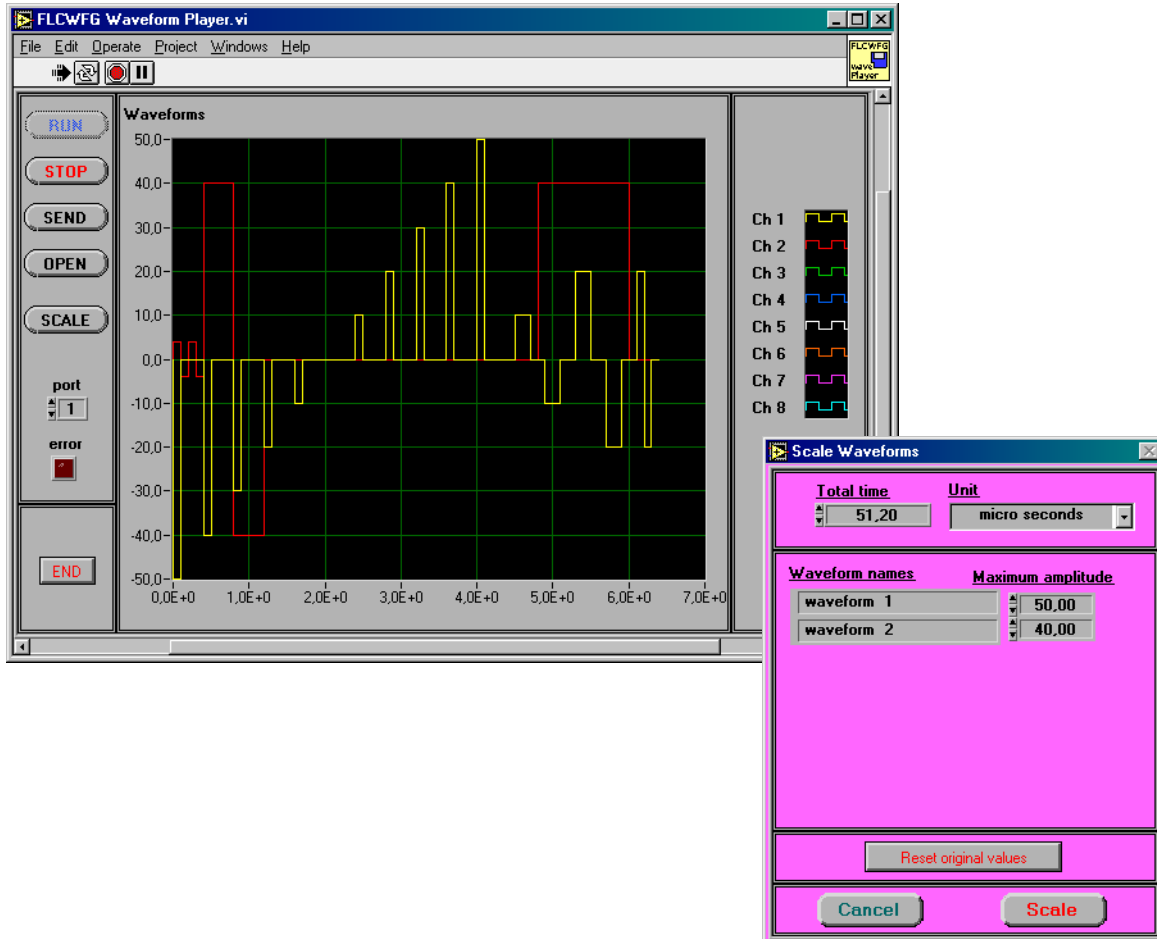 FLCWFG Waveform Player.vi
File Edit Operate Project Windows Help
FLCWFG
wave
Player
RUN
STOP
SEND
OPEN
SCALE
port
1
error
END
Waveforms
50,0
40,0
30,0
20,0
10,0
0,0
-10,0
-20,0
-30,0
-40,0
-50,0
0,0E+0 1,0E+0 2,0E+0 3,0E+0 4,0E+0 5,0E+0 6,0E+0 7,0E+0
Ch 1
Ch 2
Ch 3
Ch 4
Ch 5
Ch 6
Ch 7
Ch 8
Scale Waveforms
Total time Unit
51,20 micro seconds
Waveform names Maximum amplitude
waveform 1 50,00
waveform 2 40,00
Reset original values
Cancel Scale